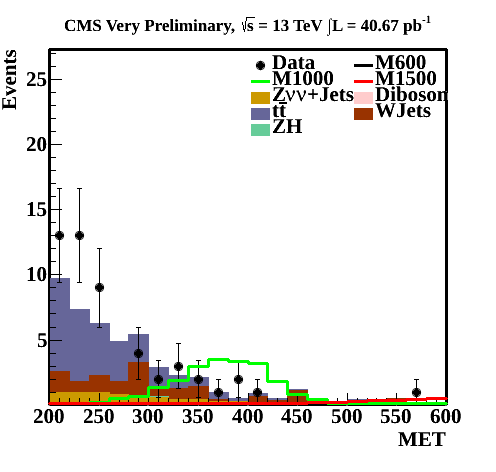 CMS Very Preliminary, √s = 13 TeV ∫L = 40.67 pb⁻¹
Events
Data
M600
M1000
M1500
Zνν+Jets
Diboson
tt̄
WJets
ZH
25
20
15
10
5
200 250 300 350 400 450 500 550 600
MET